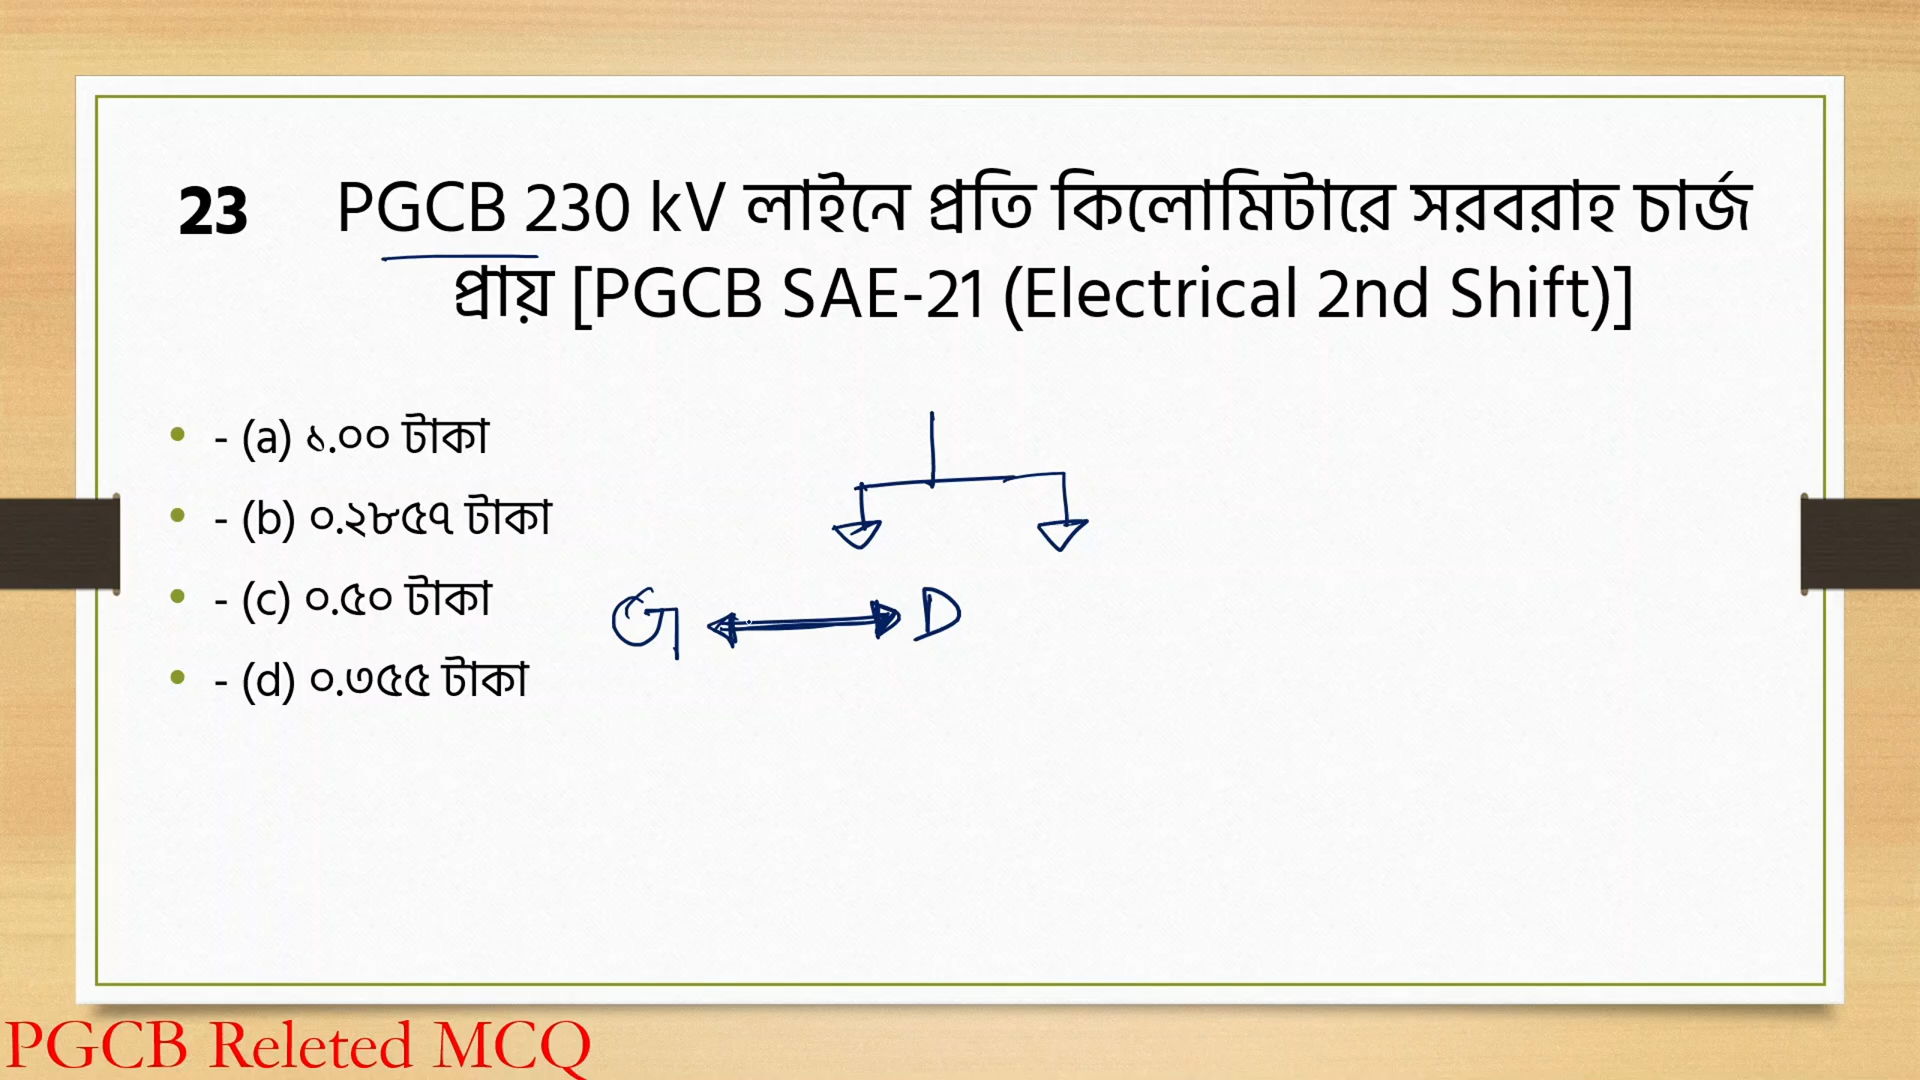 23 PGCB 230 kV লাইনে প্রতি কিলোমিটারে সরবরাহ চার্জ
প্রায় [PGCB SAE-21 (Electrical 2nd Shift)]
- (a) ১.০০ টাকা
- (b) ০.২৮৫৭ টাকা
- (c) ০.৫০ টাকা
- (d) ০.৩৫৫ টাকা
G D
PGCB Releted MCQ